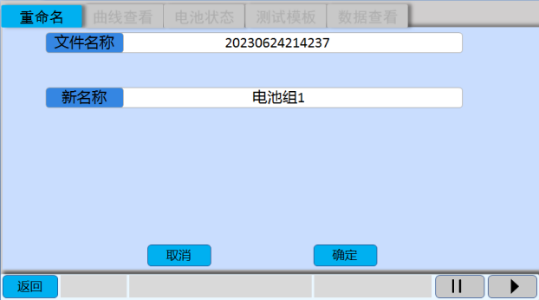 重命名 曲线查看 电池状态 测试模板 数据查看
文件名称 20230624214237
新名称 电池组1
取消 确定
返回